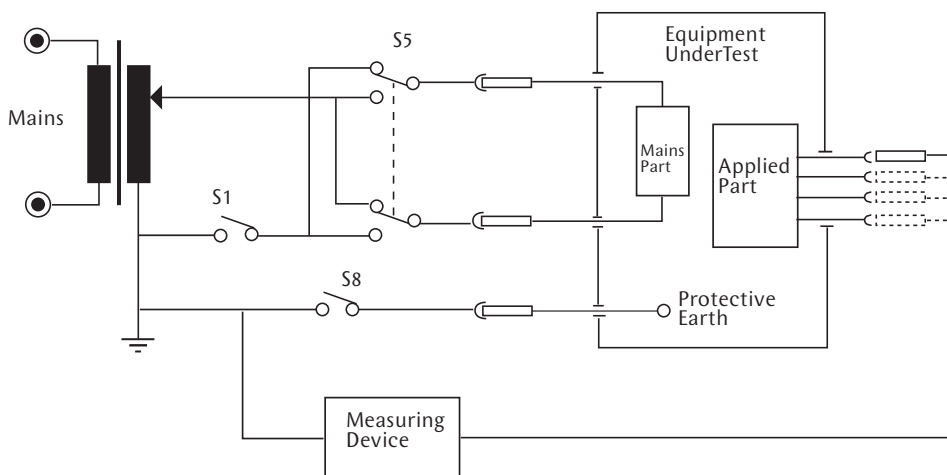 S5
Equipment
UnderTest
Mains
Mains
Part
Applied
Part
S1
S8
Protective
Earth
Measuring
Device